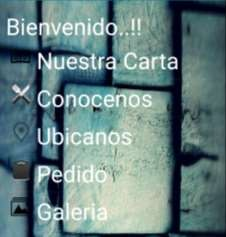 Bienvenido..!!
Nuestra Carta
Conocenos
Ubicanos
Pedido
Galeria